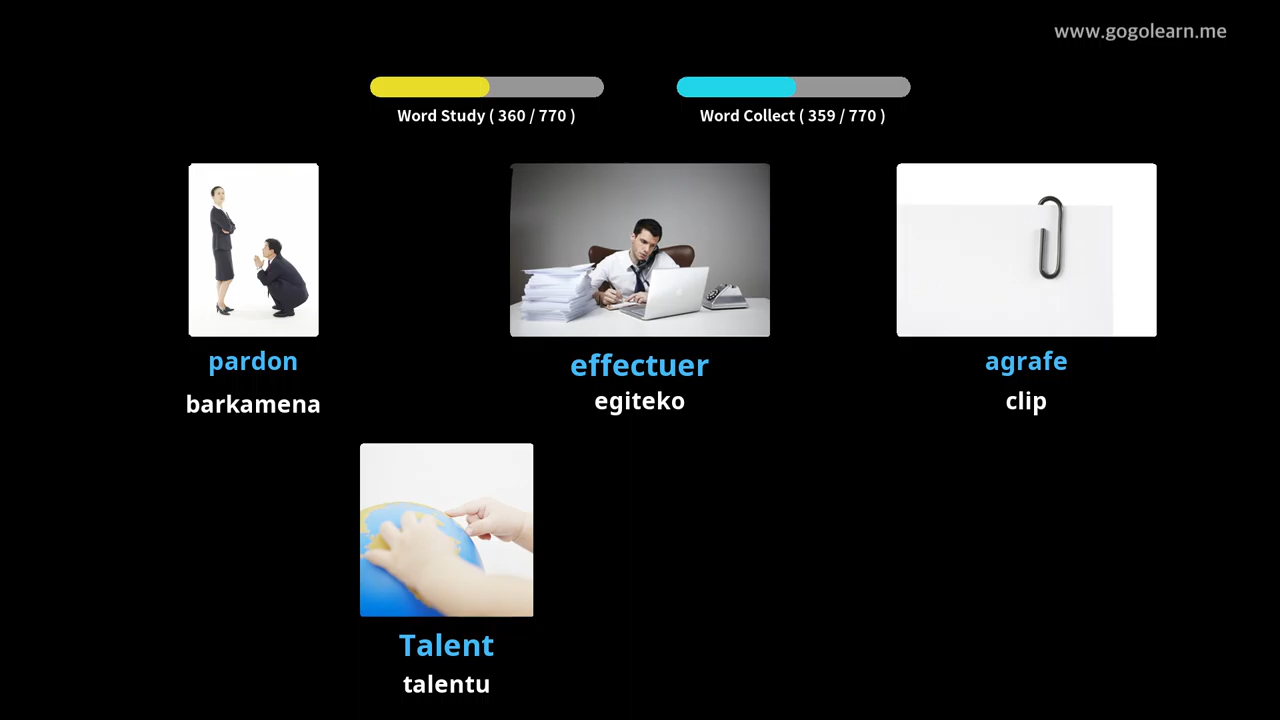 www.gogolearn.me
Word Study ( 360 / 770 )
Word Collect ( 359 / 770 )
pardon
barkamena
effectuer
egiteko
agrafe
clip
Talent
talentu